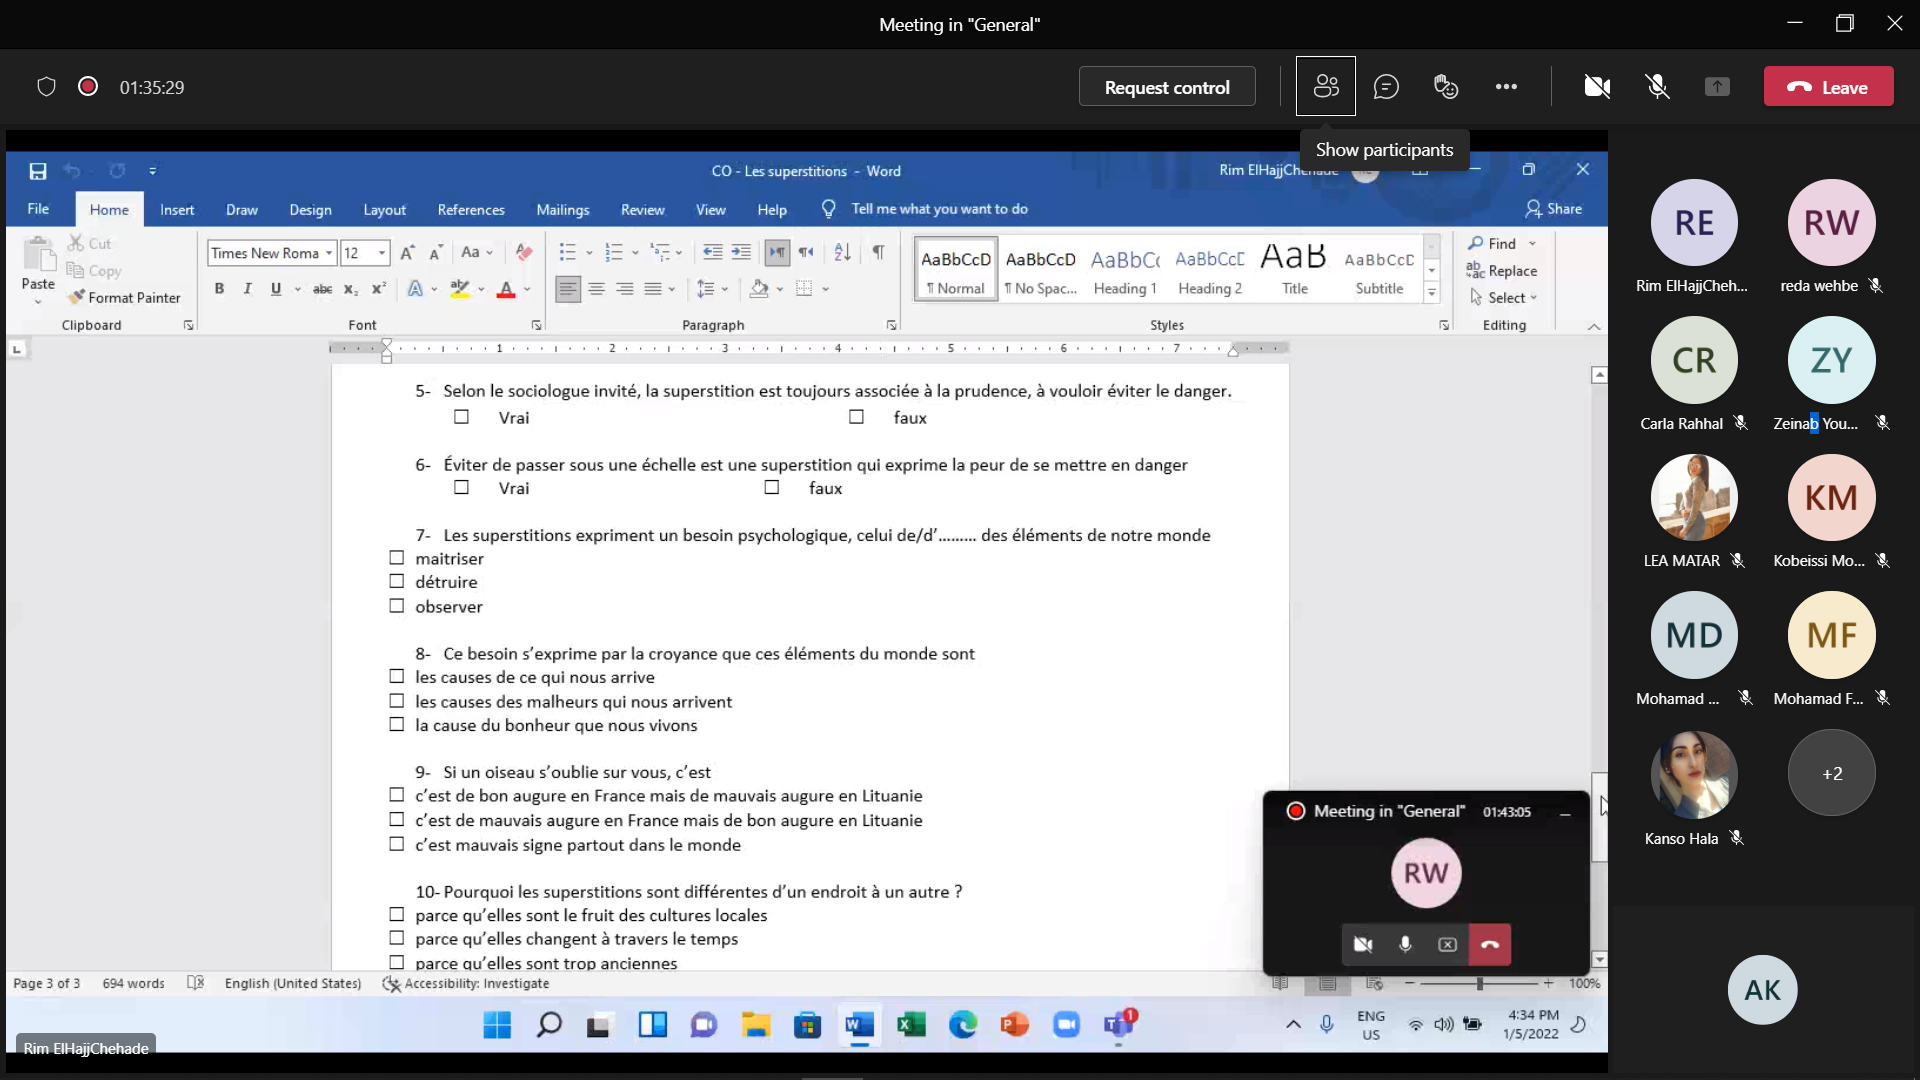 Meeting in "General"
01:35:29
Request control
Leave
Show participants
CO - Les superstitions - Word
Rim ElHajjChehade
File Home Insert Draw Design Layout References Mailings Review View Help Tell me what you want to do
Share
Paste
Cut
Copy
Format Painter
Clipboard
Times New Roma
12
Font
Paragraph
AaBbCcD AaBbCcD AaBbCc AaBbCcE AaB AaBbCcD
¶ Normal ¶ No Spac... Heading 1 Heading 2 Title Subtitle
Styles
Find
Replace
Select
Editing
1 2 3 4 5 6 7
5- Selon le sociologue invité, la superstition est toujours associée à la prudence, à vouloir éviter le danger.
☐ Vrai ☐ faux
6- Éviter de passer sous une échelle est une superstition qui exprime la peur de se mettre en danger
☐ Vrai ☐ faux
7- Les superstitions expriment un besoin psychologique, celui de/d’……… des éléments de notre monde
☐ maitriser
☐ détruire
☐ observer
8- Ce besoin s’exprime par la croyance que ces éléments du monde sont
☐ les causes de ce qui nous arrive
☐ les causes des malheurs qui nous arrivent
☐ la cause du bonheur que nous vivons
9- Si un oiseau s’oublie sur vous, c’est
☐ c’est de bon augure en France mais de mauvais augure en Lituanie
☐ c’est de mauvais augure en France mais de bon augure en Lituanie
☐ c’est mauvais signe partout dans le monde
10- Pourquoi les superstitions sont différentes d’un endroit à un autre ?
☐ parce qu’elles sont le fruit des cultures locales
☐ parce qu’elles changent à travers le temps
☐ parce qu’elles sont trop anciennes
Meeting in "General" 01:43:05
RW
Page 3 of 3 694 words English (United States) Accessibility: Investigate
100%
ENG
US
4:34 PM
1/5/2022
1
Rim ElHajjChehade
RE
Rim ElHajjCheh...
RW
reda wehbe
CR
Carla Rahhal
ZY
Zeinab You...
LEA MATAR
KM
Kobeissi Mo...
MD
Mohamad ...
MF
Mohamad F...
Kanso Hala
+2
AK